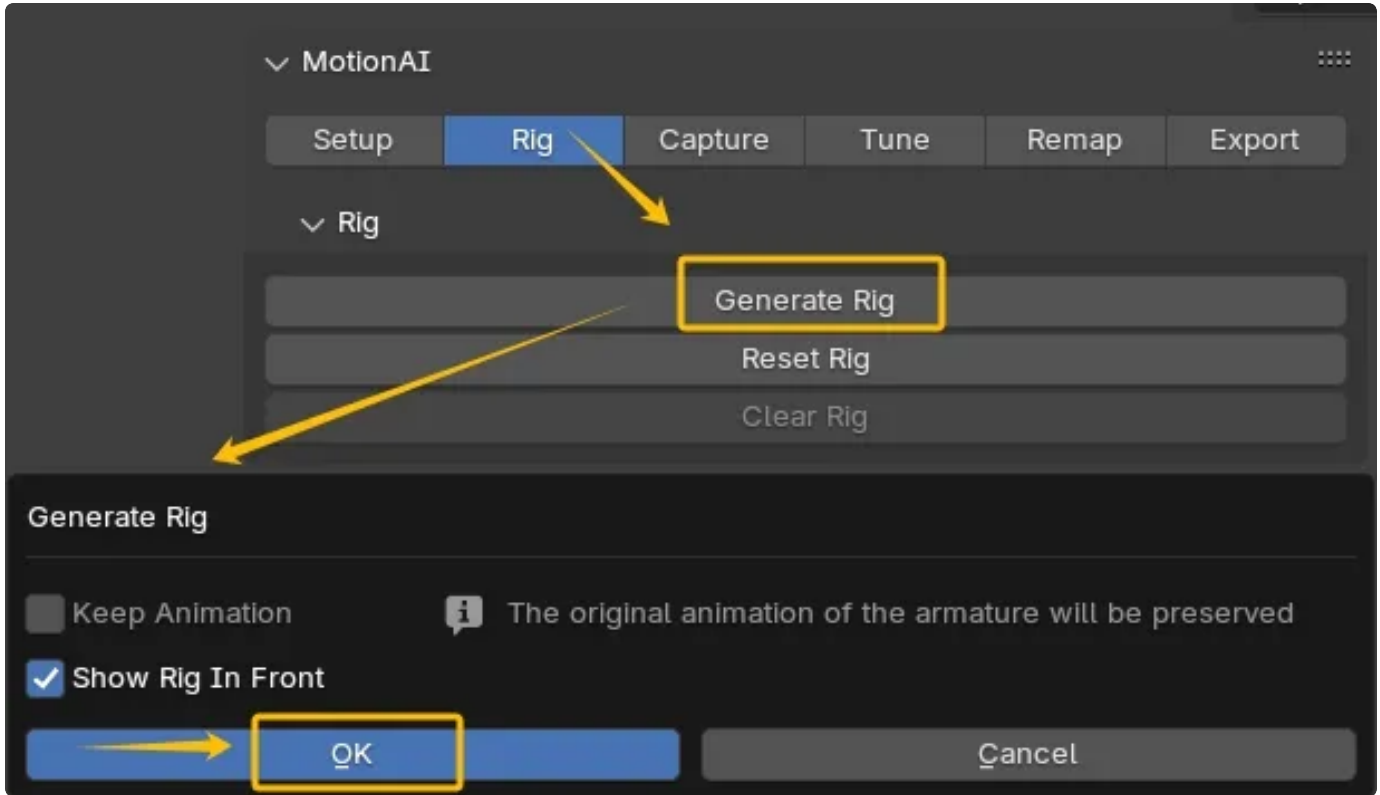 MotionAI
Setup Rig Capture Tune Remap Export
Rig
Generate Rig
Reset Rig
Clear Rig
Generate Rig
Keep Animation The original animation of the armature will be preserved
Show Rig In Front
OK Cancel